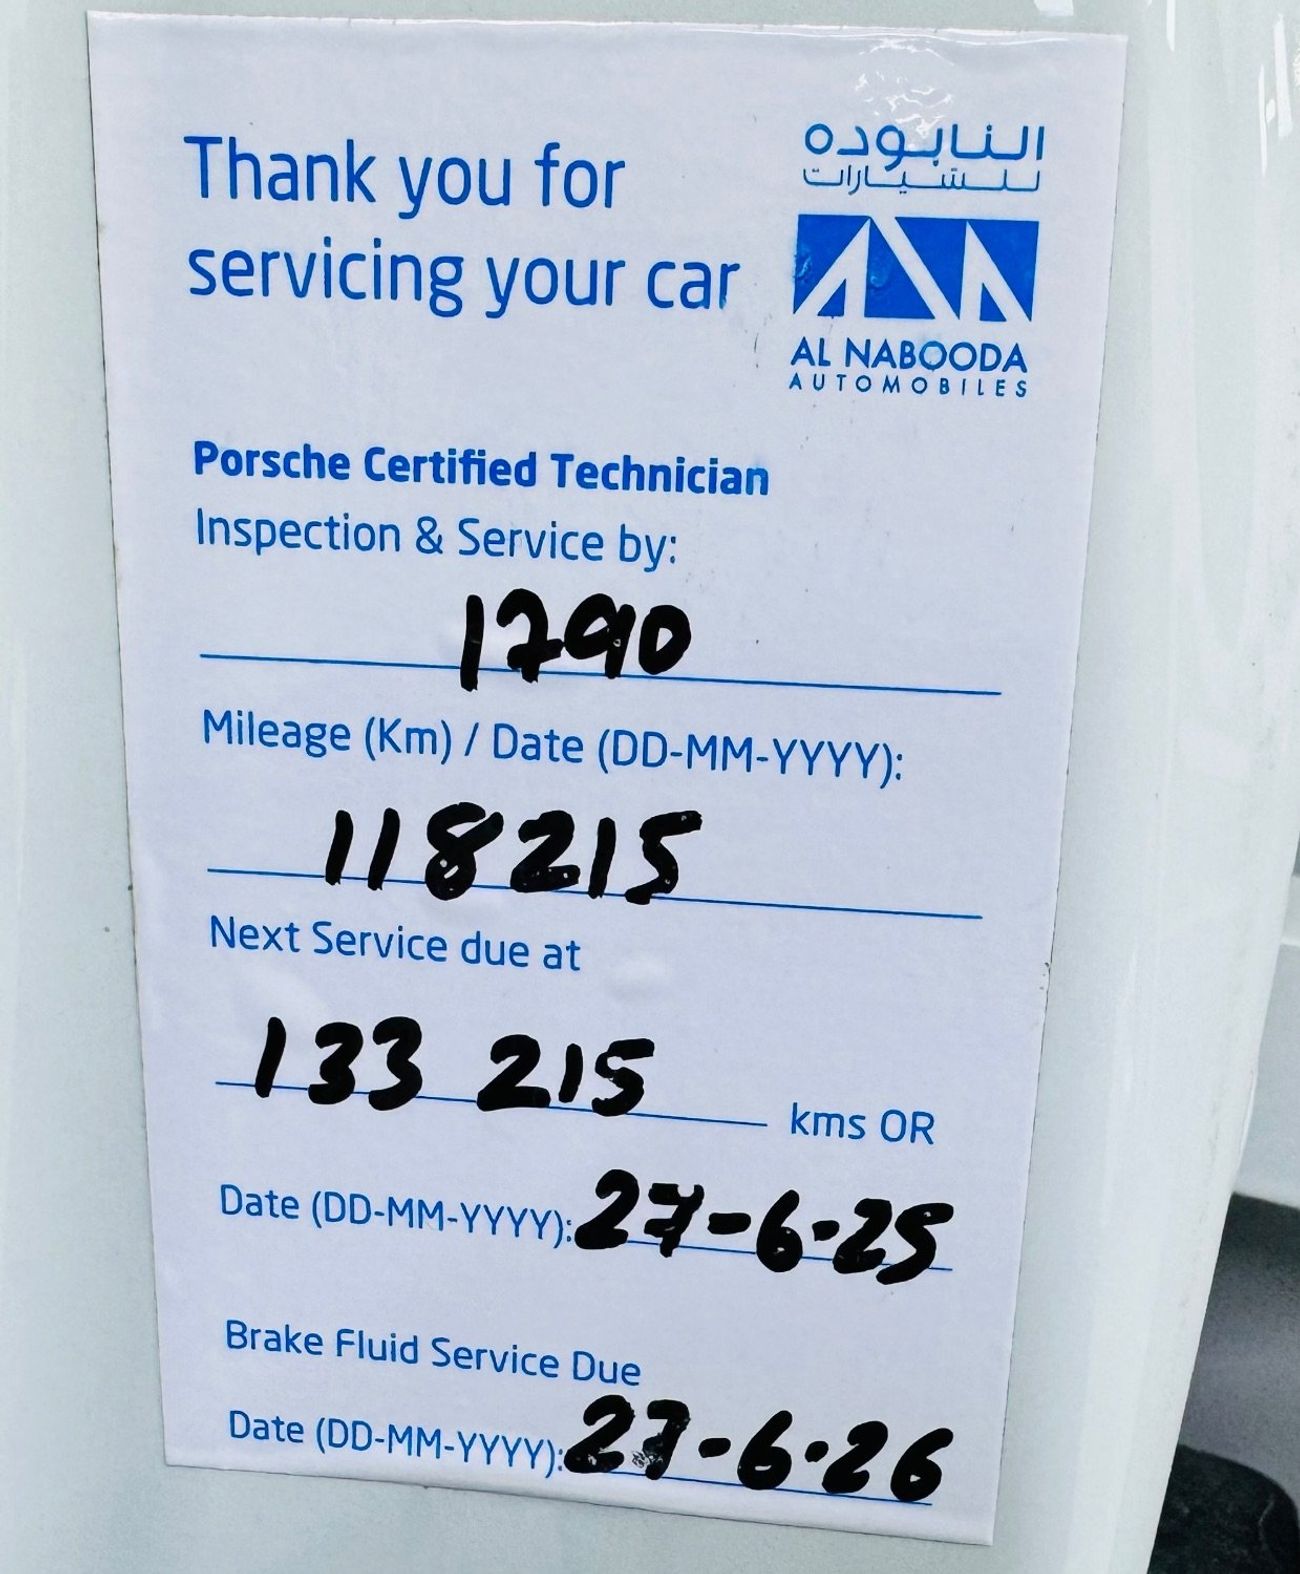 Thank you for
servicing your car
النابوده
للسيارات
AL NABOODA
AUTOMOBILES
Porsche Certified Technician
Inspection & Service by:
1790
Mileage (Km) / Date (DD-MM-YYYY):
118215
Next Service due at
133 215 kms OR
Date (DD-MM-YYYY): 27-6-25
Brake Fluid Service Due
Date (DD-MM-YYYY): 27-6-26